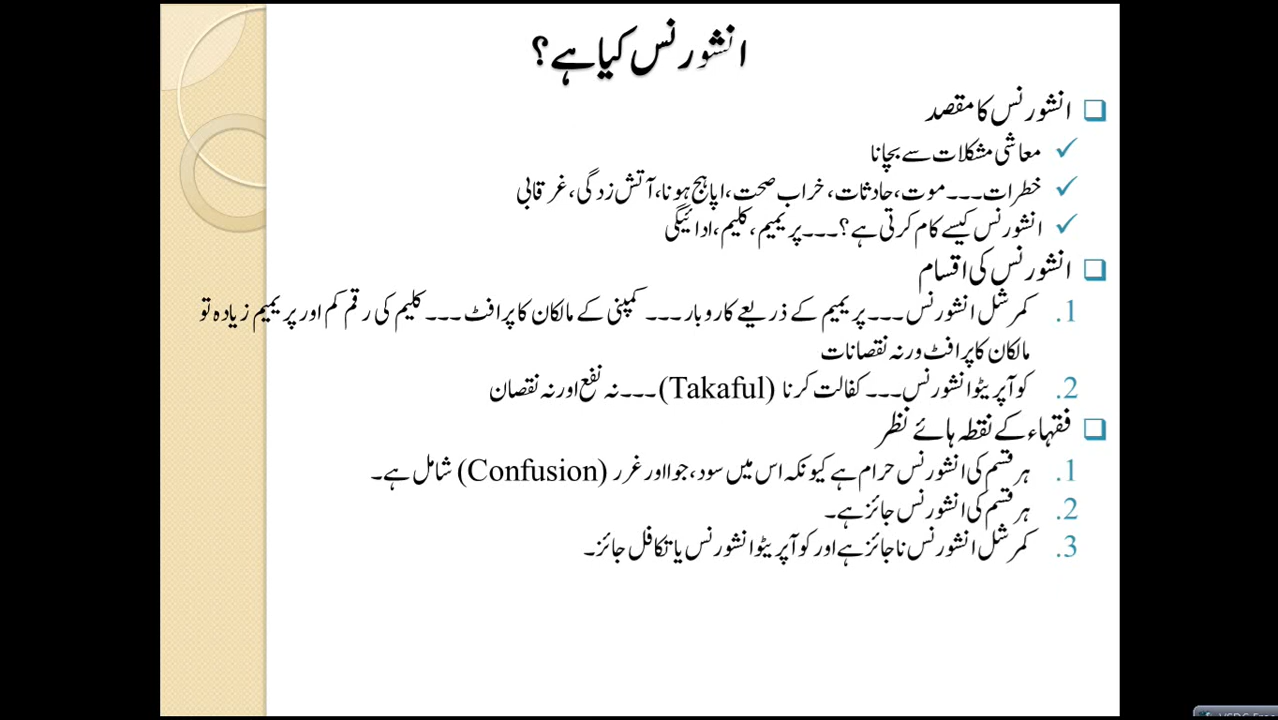 انشورنس کیا ہے؟
❑ انشورنس کا مقصد
✓ معاشی مشکلات سے بچانا
✓ خطرات۔۔۔موت، حادثات، خراب صحت، اپاہج ہونا، آتش زدگی، غرقابی
✓ انشورنس کیسے کام کرتی ہے؟۔۔۔پریمیم، کلیم، ادائیگی
❑ انشورنس کی اقسام
1. کمرشل انشورنس۔۔۔پریمیم کے ذریعے کاروبار۔۔۔ کمپنی کے مالکان کا پرافٹ۔۔۔کلیم کی رقم کم اور پریمیم زیادہ تو
مالکان کا پرافٹ ورنہ نقصانات
2. کوآپریٹو انشورنس۔۔۔ کفالت کرنا (Takaful)۔۔۔نہ نفع اور نہ نقصان
❑ فقہاء کے نقطہ ہائے نظر
1. ہر قسم کی انشورنس حرام ہے کیونکہ اس میں سود، جوا اور غرر (Confusion) شامل ہے۔
2. ہر قسم کی انشورنس جائز ہے۔
3. کمرشل انشورنس ناجائز ہے اور کوآپریٹو انشورنس یا تکافل جائز۔